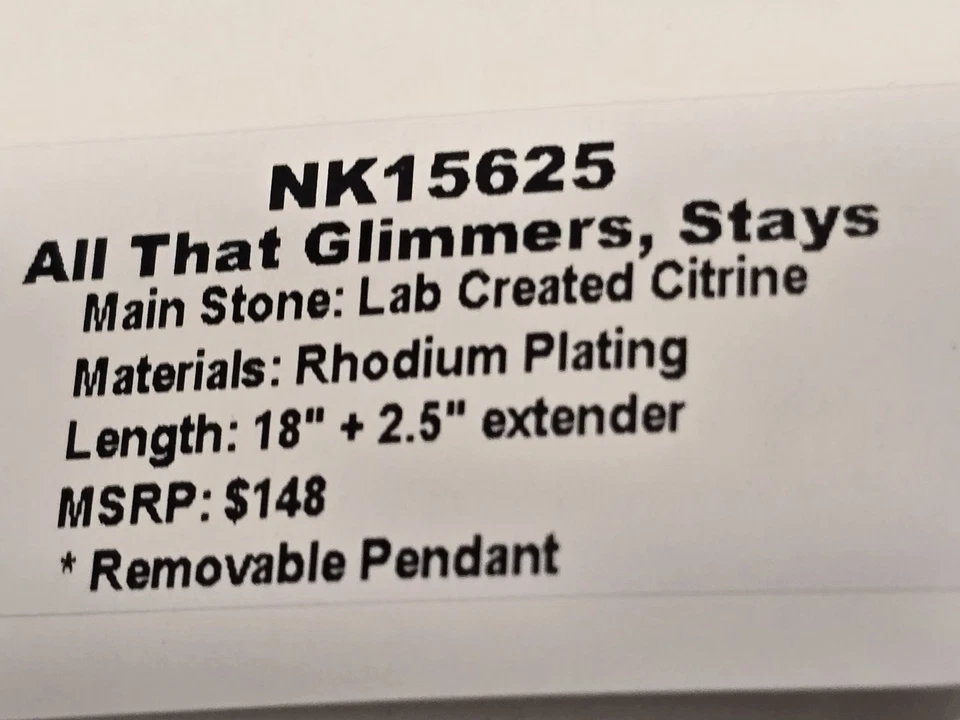 NK15625
All That Glimmers, Stays
Main Stone: Lab Created Citrine
Materials: Rhodium Plating
Length: 18" + 2.5" extender
MSRP: $148
* Removable Pendant